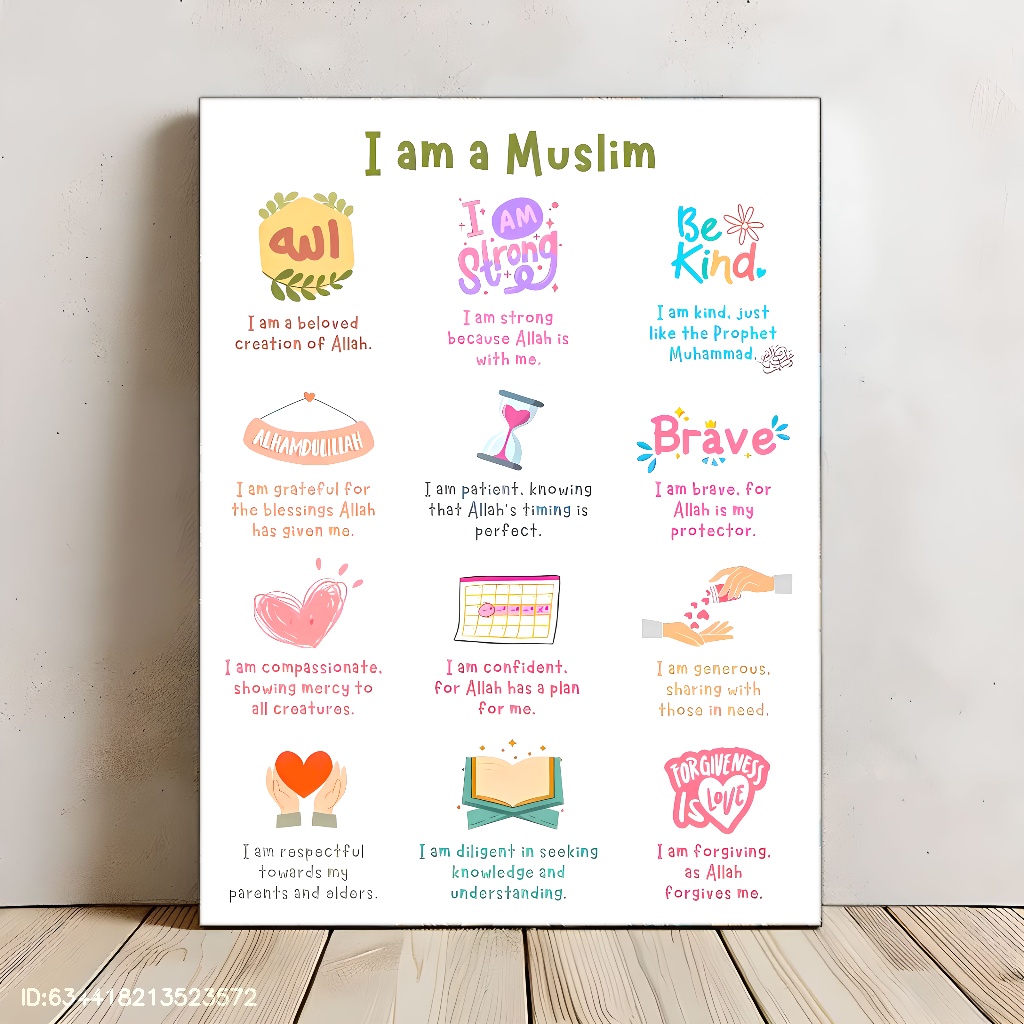 I am a Muslim
الله
I am a beloved
creation of Allah.
I AM
Strong
I am strong
because Allah is
with me.
Be
Kind.
I am kind, just
like the Prophet
Muhammad. ﷺ
ALHAMDULILLAH
I am grateful for
the blessings Allah
has given me.
I am patient, knowing
that Allah's timing is
perfect.
Brave
I am brave, for
Allah is my
protector.
I am compassionate,
showing mercy to
all creatures.
I am confident,
for Allah has a plan
for me.
I am generous,
sharing with
those in need.
I am respectful
towards my
parents and elders.
I am diligent in seeking
knowledge and
understanding.
FORGIVENESS
IS LOVE
I am forgiving,
as Allah
forgives me.
ID:634418213523572